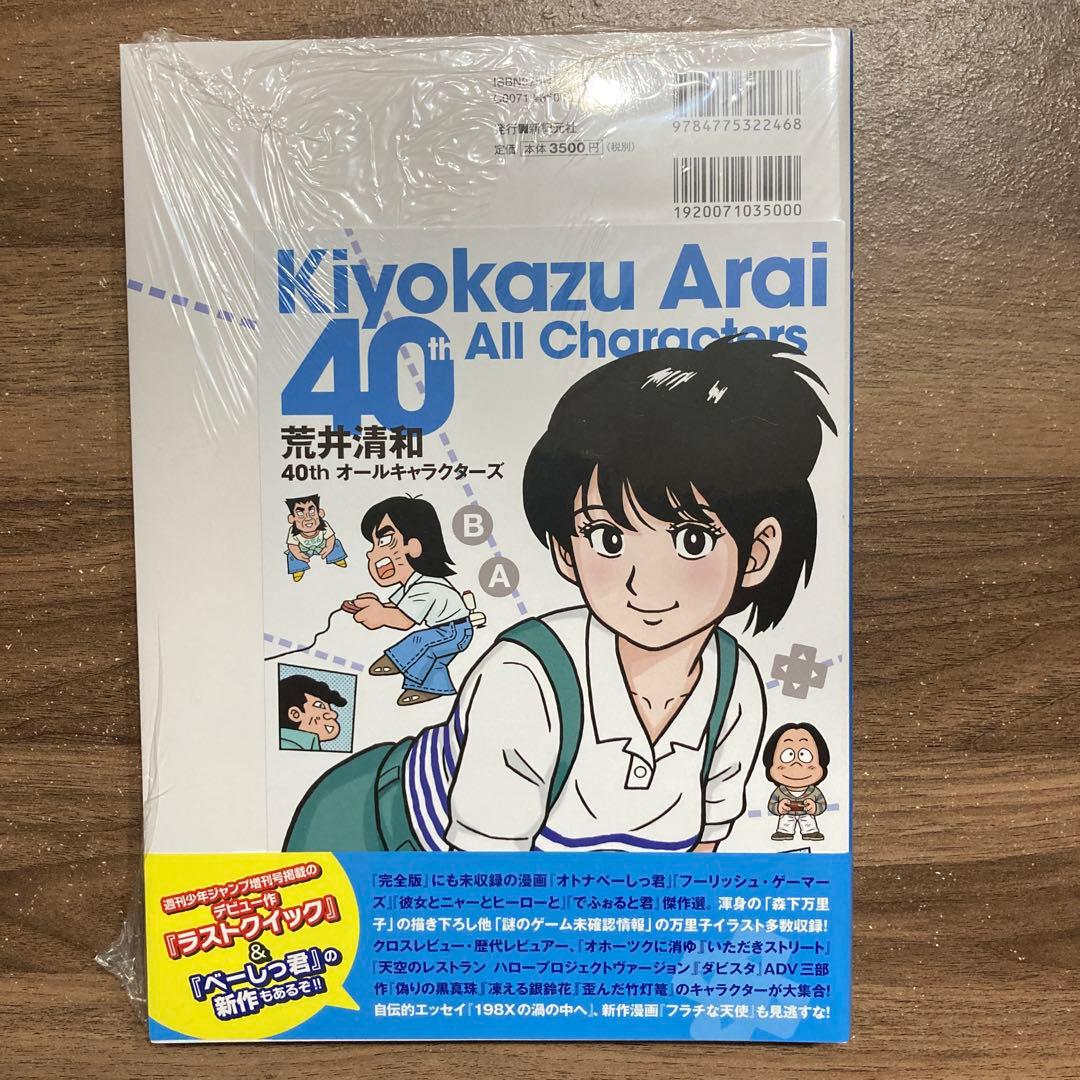 9784775322468
発行 新紀元社
定価 本体3500円 (税別)
1920071035000
Kiyokazu Arai
40th All Characters
荒井清和
40th オールキャラクターズ
B
A
週刊少年ジャンプ増刊号掲載の
デビュー作
『ラストクイック』
&
『べーしっ君』の
新作もあるぞ!!
『完全版』にも未収録の漫画『オトナベーしっ君』『フーリッシュ・ゲーマー
ズ』『彼女とニャーとヒーローと』『でふぉると君』傑作選。渾身の「森下万里
子」の描き下ろし他「謎のゲーム未確認情報」の万里子イラスト多数収録!
クロスレビュー・歴代レビュアー、『オホーツクに消ゆ』『いただきストリート』
『天空のレストラン ハロープロジェクトヴァージョン』『ダビスタ』ADV三部
作『偽りの黒真珠』『凍える銀鈴花』『歪んだ竹灯篭』のキャラクターが大集合!
自伝的エッセイ『198Xの渦の中へ』、新作漫画『フラチな天使』も見逃すな!